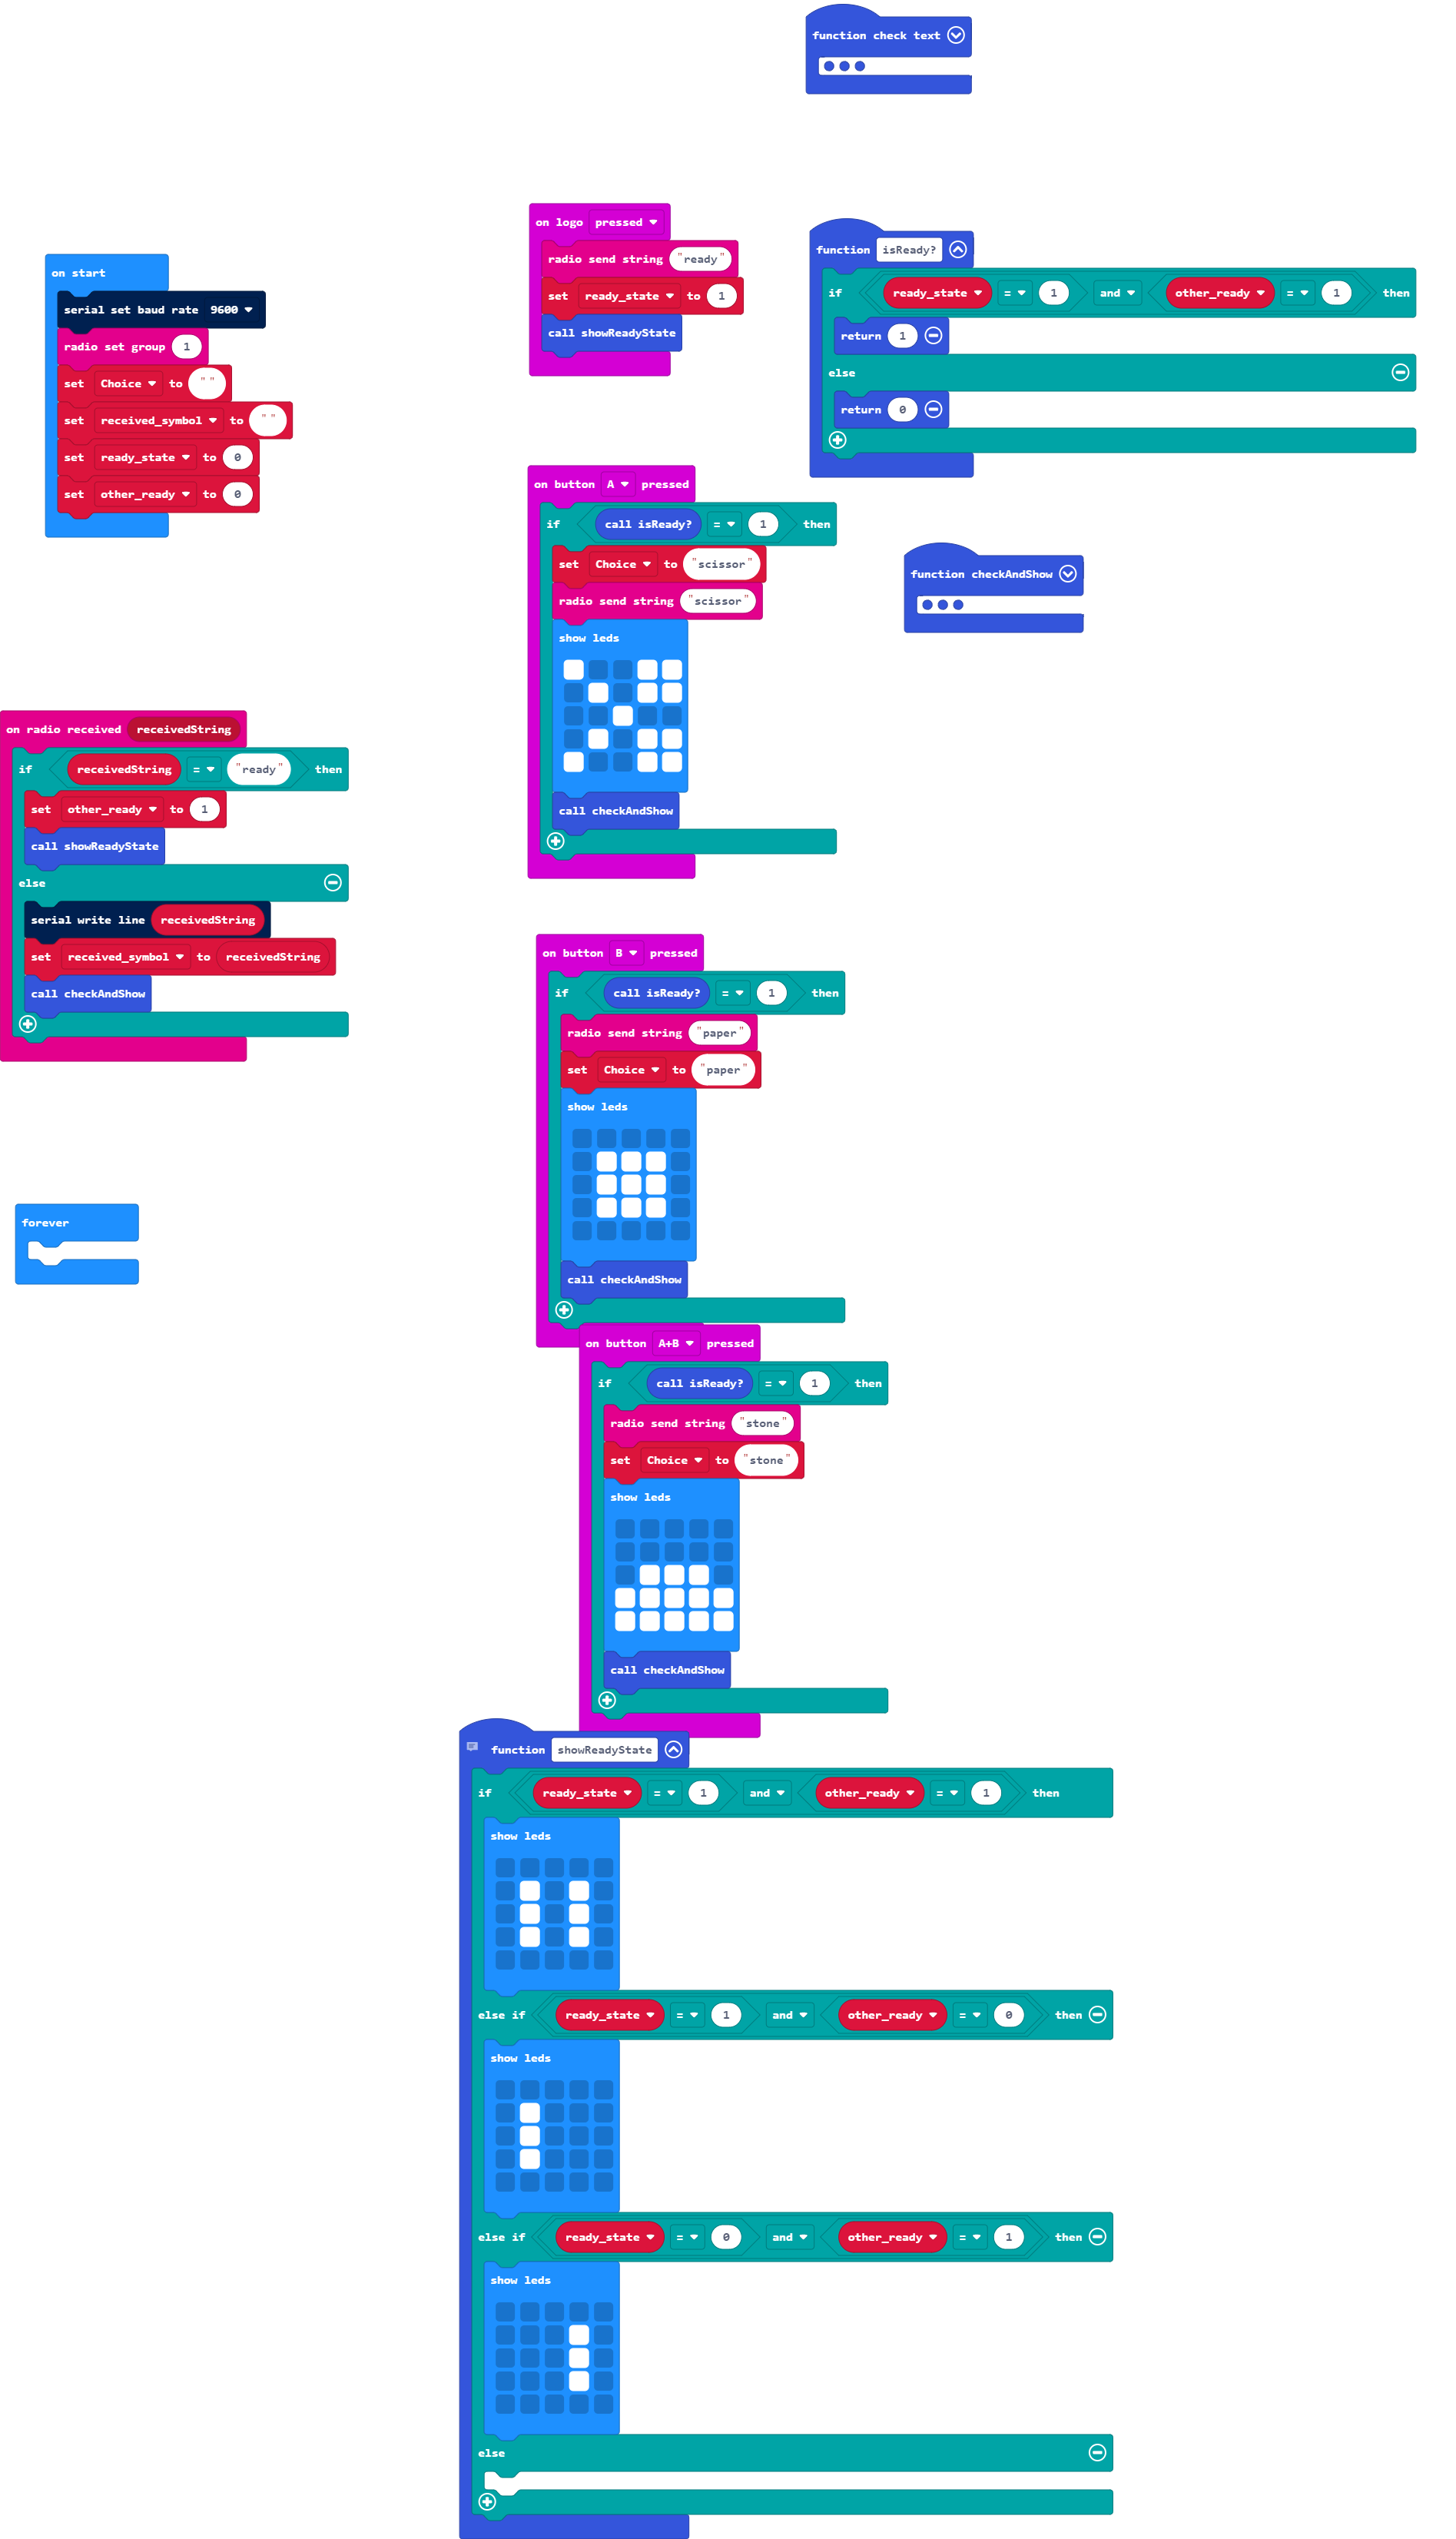 function check text
on start
serial set baud rate 9600
radio set group 1
set Choice to " "
set received_symbol to " "
set ready_state to 0
set other_ready to 0
on radio received receivedString
if receivedString = "ready" then
set other_ready to 1
call showReadyState
else
serial write line receivedString
set received_symbol to receivedString
call checkAndShow
forever
on logo pressed
radio send string "ready"
set ready_state to 1
call showReadyState
function isReady?
if ready_state = 1 and other_ready = 1 then
return 1
else
return 0
function checkAndShow
on button A pressed
if call isReady? = 1 then
set Choice to "scissor"
radio send string "scissor"
show leds
call checkAndShow
on button B pressed
if call isReady? = 1 then
radio send string "paper"
set Choice to "paper"
show leds
call checkAndShow
on button A+B pressed
if call isReady? = 1 then
radio send string "stone"
set Choice to "stone"
show leds
call checkAndShow
function showReadyState
if ready_state = 1 and other_ready = 1 then
show leds
else if ready_state = 1 and other_ready = 0 then
show leds
else if ready_state = 0 and other_ready = 1 then
show leds
else